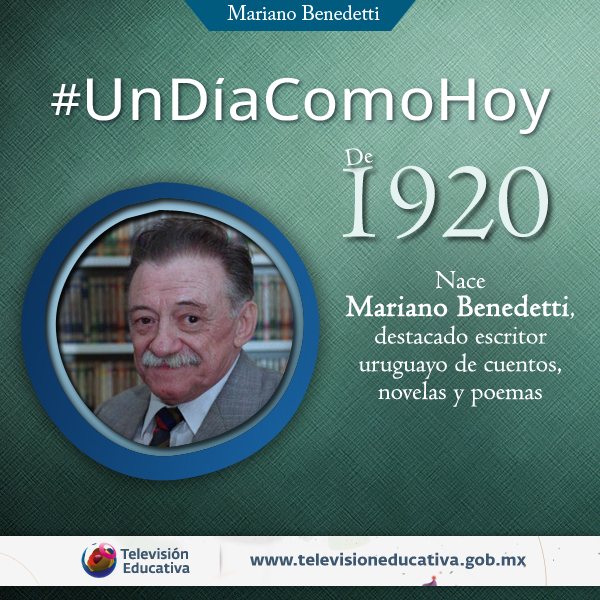 Mariano Benedetti
#UnDíaComoHoy
De
1920
Nace
Mariano Benedetti,
destacado escritor
uruguayo de cuentos,
novelas y poemas
Televisión
Educativa
www.televisioneducativa.gob.mx